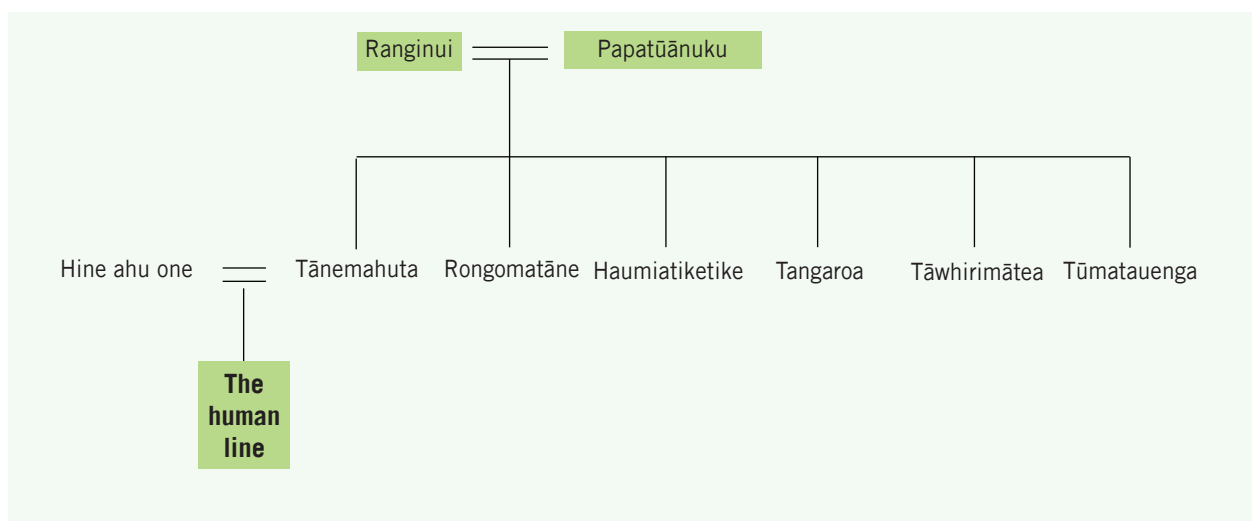 Ranginui Papatūānuku
Hine ahu one Tānemahuta Rongomatāne Haumiatiketike Tangaroa Tāwhirimātea Tūmatauenga
The
human
line